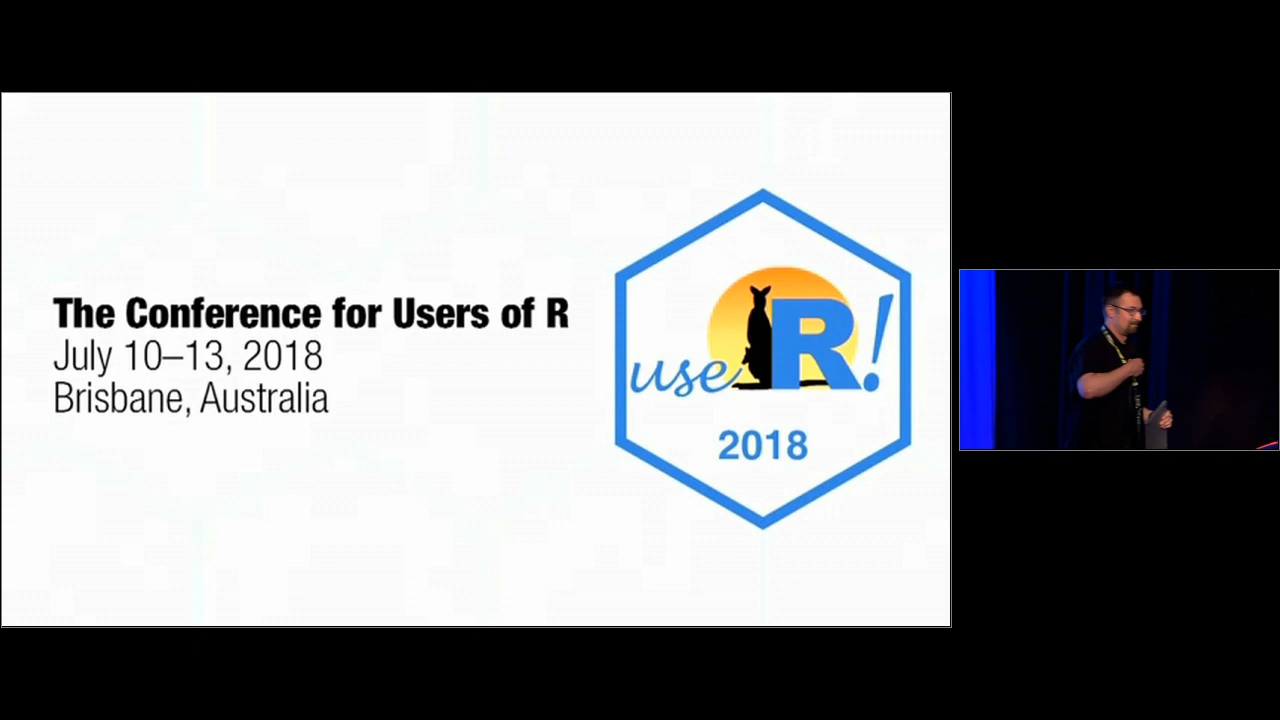 The Conference for Users of R
July 10–13, 2018
Brisbane, Australia
use R!
2018